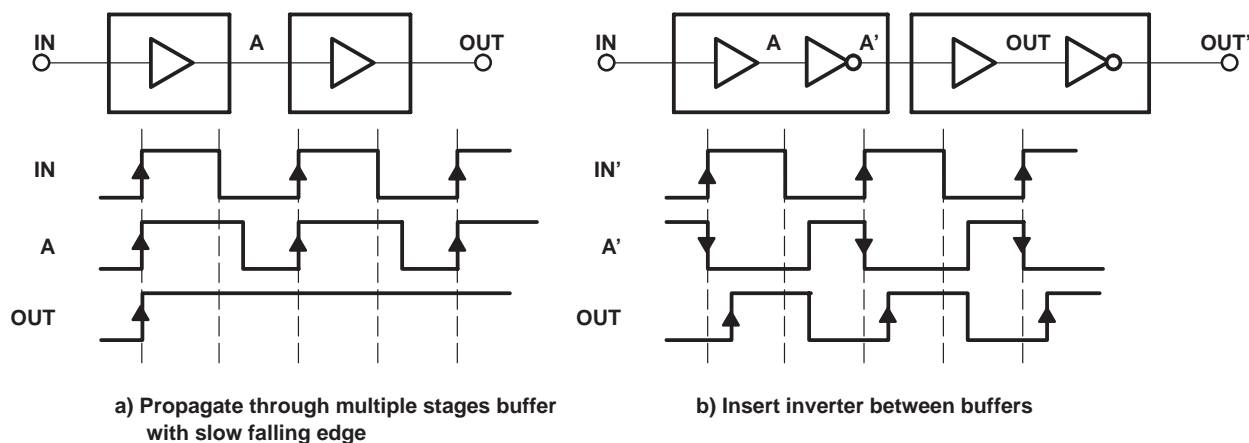 IN A OUT
IN A A' OUT OUT'
IN
A
OUT
IN'
A'
OUT
a) Propagate through multiple stages buffer
with slow falling edge
b) Insert inverter between buffers